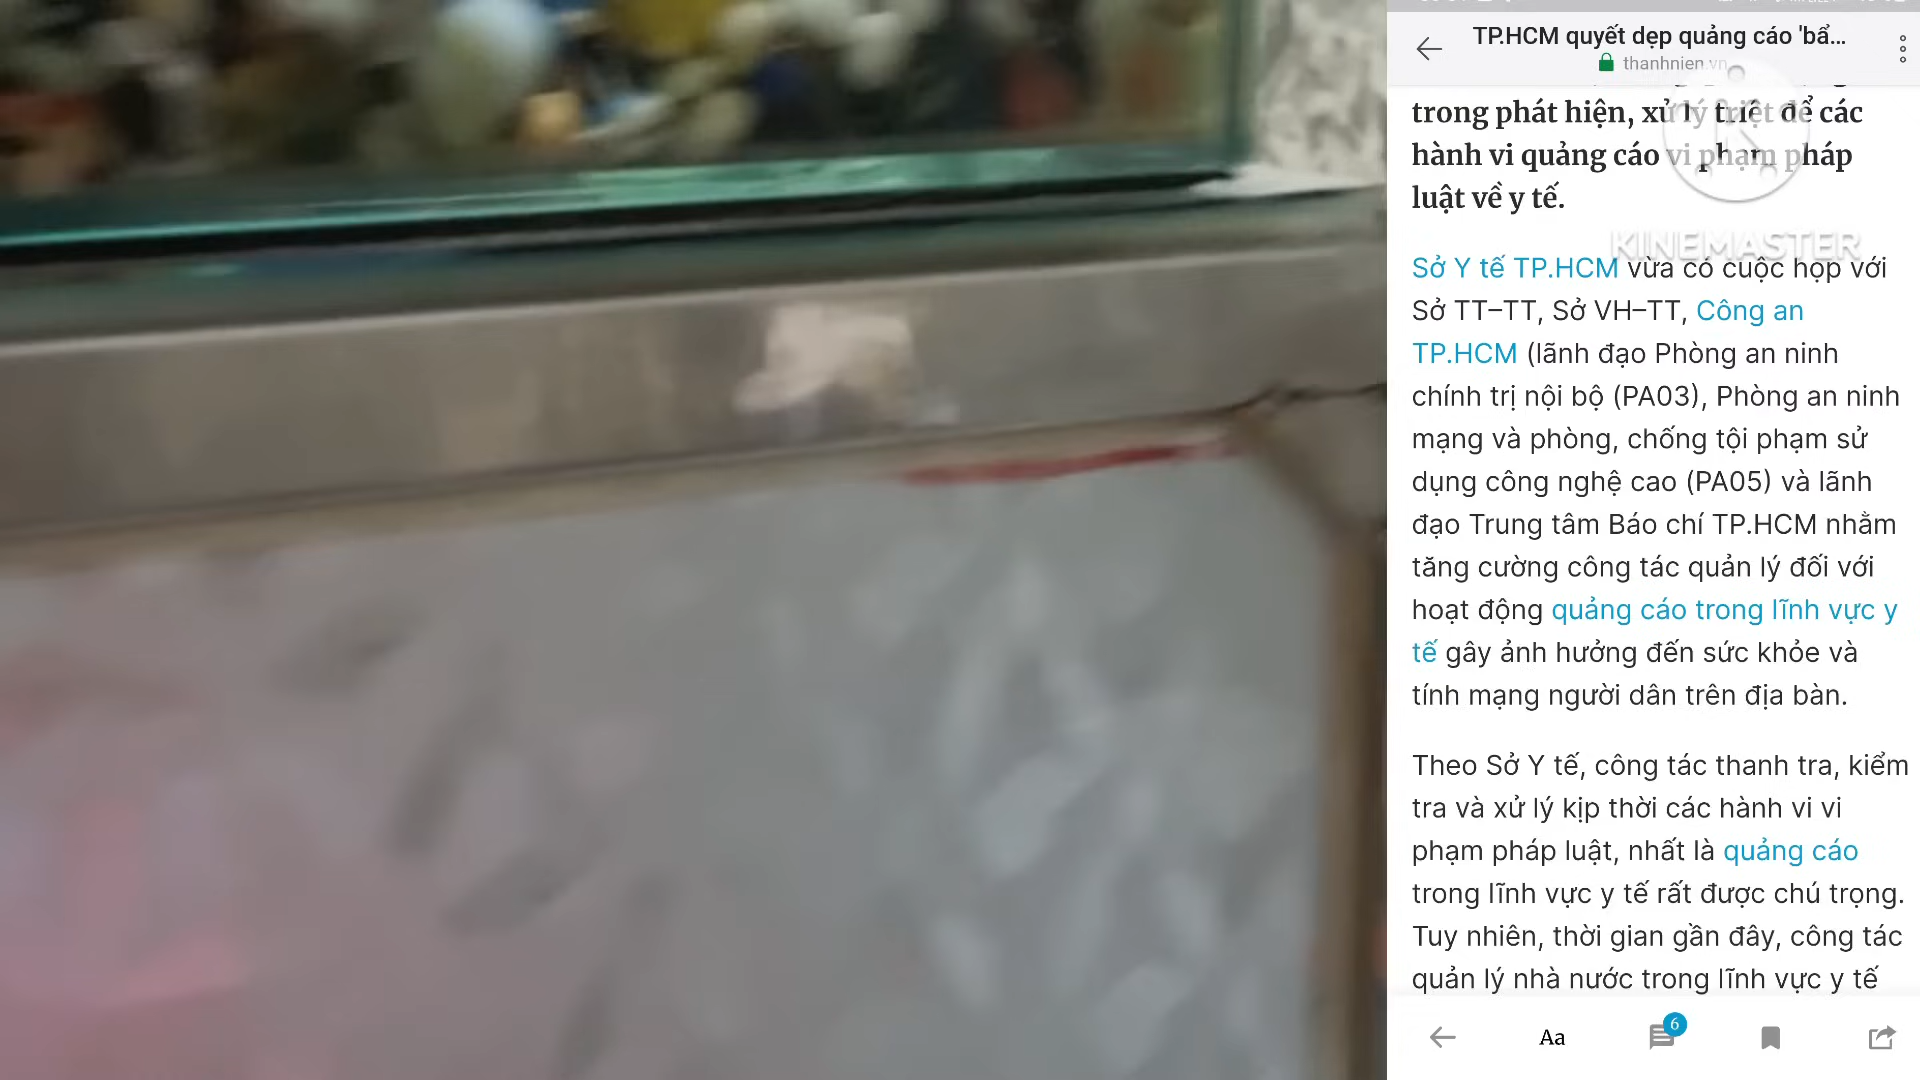 TP.HCM quyết dẹp quảng cáo 'bẩ...
thanhnien.vn
trong phát hiện, xử lý triệt để các
hành vi quảng cáo vi phạm pháp
luật về y tế.
KINEMASTER
Sở Y tế TP.HCM vừa có cuộc họp với
Sở TT–TT, Sở VH–TT, Công an
TP.HCM (lãnh đạo Phòng an ninh
chính trị nội bộ (PA03), Phòng an ninh
mạng và phòng, chống tội phạm sử
dụng công nghệ cao (PA05) và lãnh
đạo Trung tâm Báo chí TP.HCM nhằm
tăng cường công tác quản lý đối với
hoạt động quảng cáo trong lĩnh vực y
tế gây ảnh hưởng đến sức khỏe và
tính mạng người dân trên địa bàn.
Theo Sở Y tế, công tác thanh tra, kiểm
tra và xử lý kịp thời các hành vi vi
phạm pháp luật, nhất là quảng cáo
trong lĩnh vực y tế rất được chú trọng.
Tuy nhiên, thời gian gần đây, công tác
quản lý nhà nước trong lĩnh vực y tế
Aa
6